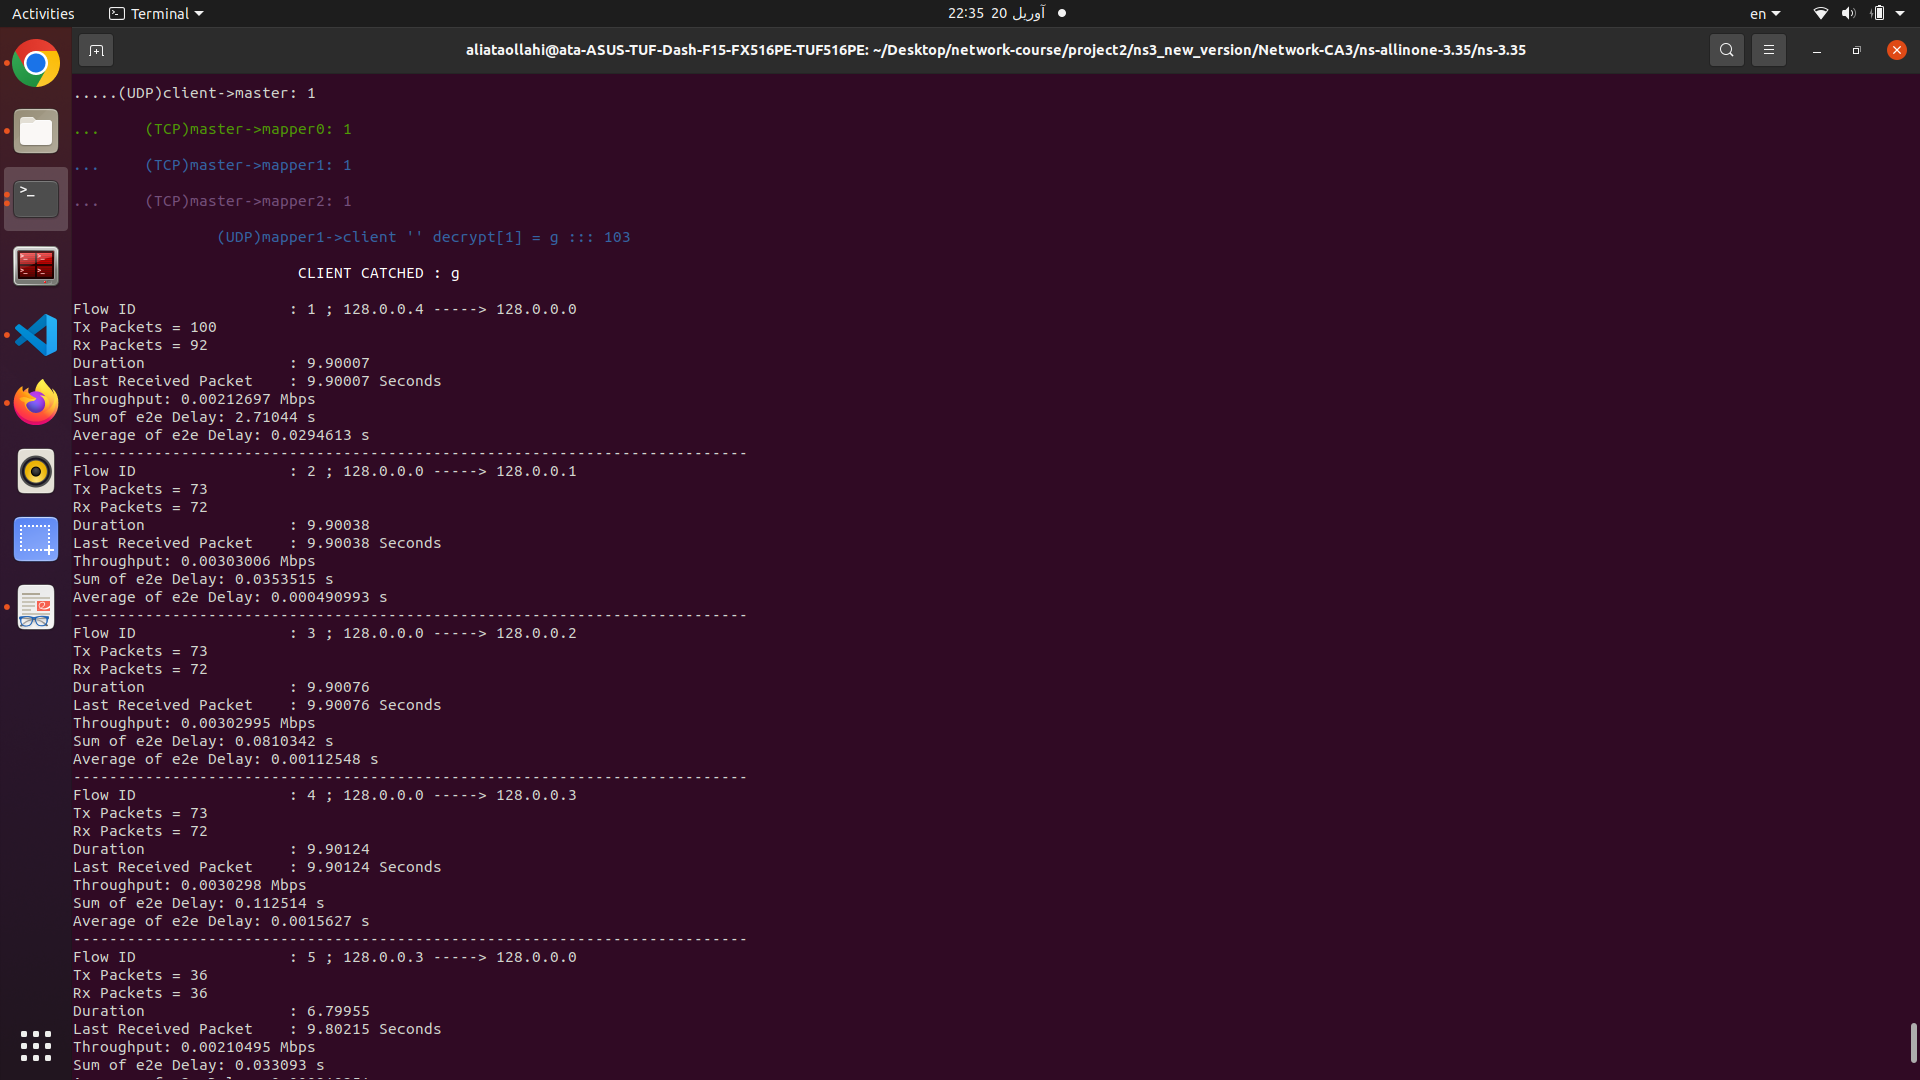 Activities
Terminal
22:35 20 آوریل
en
aliataollahi@ata-ASUS-TUF-Dash-F15-FX516PE-TUF516PE: ~/Desktop/network-course/project2/ns3_new_version/Network-CA3/ns-allinone-3.35/ns-3.35
.....(UDP)client->master: 1
...     (TCP)master->mapper0: 1
...     (TCP)master->mapper1: 1
...     (TCP)master->mapper2: 1
(UDP)mapper1->client '' decrypt[1] = g ::: 103
CLIENT CATCHED : g
Flow ID                 : 1 ; 128.0.0.4 -----> 128.0.0.0
Tx Packets = 100
Rx Packets = 92
Duration                : 9.90007
Last Received Packet    : 9.90007 Seconds
Throughput: 0.00212697 Mbps
Sum of e2e Delay: 2.71044 s
Average of e2e Delay: 0.0294613 s
---------------------------------------------------------------------------
Flow ID                 : 2 ; 128.0.0.0 -----> 128.0.0.1
Tx Packets = 73
Rx Packets = 72
Duration                : 9.90038
Last Received Packet    : 9.90038 Seconds
Throughput: 0.00303006 Mbps
Sum of e2e Delay: 0.0353515 s
Average of e2e Delay: 0.000490993 s
---------------------------------------------------------------------------
Flow ID                 : 3 ; 128.0.0.0 -----> 128.0.0.2
Tx Packets = 73
Rx Packets = 72
Duration                : 9.90076
Last Received Packet    : 9.90076 Seconds
Throughput: 0.00302995 Mbps
Sum of e2e Delay: 0.0810342 s
Average of e2e Delay: 0.00112548 s
---------------------------------------------------------------------------
Flow ID                 : 4 ; 128.0.0.0 -----> 128.0.0.3
Tx Packets = 73
Rx Packets = 72
Duration                : 9.90124
Last Received Packet    : 9.90124 Seconds
Throughput: 0.0030298 Mbps
Sum of e2e Delay: 0.112514 s
Average of e2e Delay: 0.0015627 s
---------------------------------------------------------------------------
Flow ID                 : 5 ; 128.0.0.3 -----> 128.0.0.0
Tx Packets = 36
Rx Packets = 36
Duration                : 6.79955
Last Received Packet    : 9.80215 Seconds
Throughput: 0.00210495 Mbps
Sum of e2e Delay: 0.033093 s